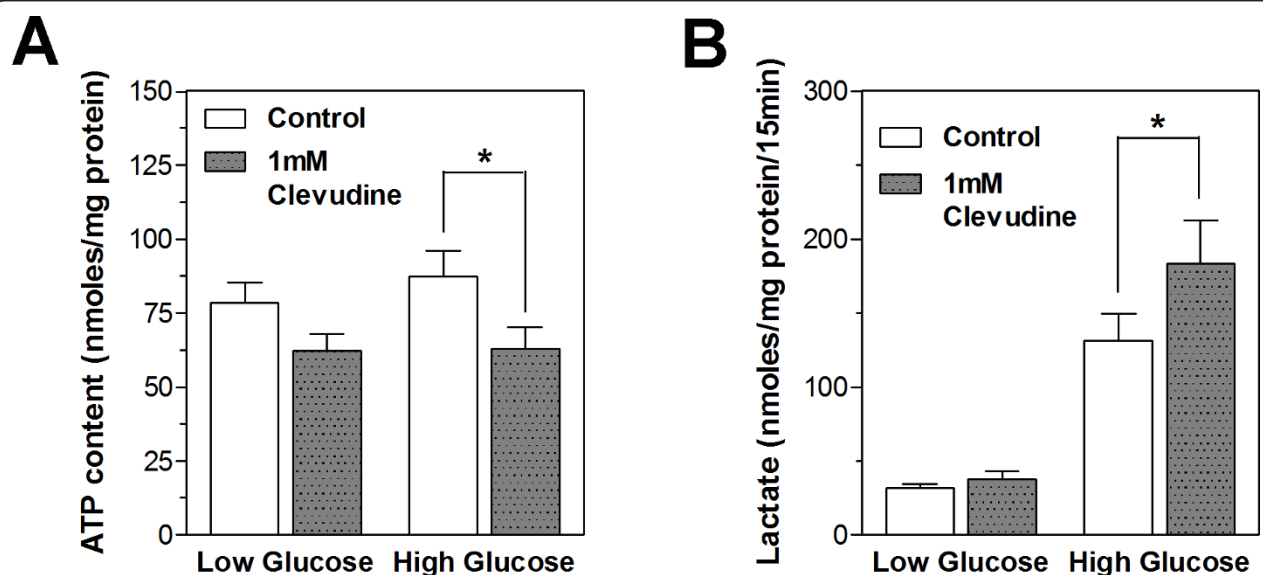 A
ATP content (nmoles/mg protein)
150
125
100
75
50
25
0
Control
1mM
Clevudine
*
Low Glucose
High Glucose
B
Lactate (nmoles/mg protein/15min)
300
200
100
0
Control
1mM
Clevudine
*
Low Glucose
High Glucose